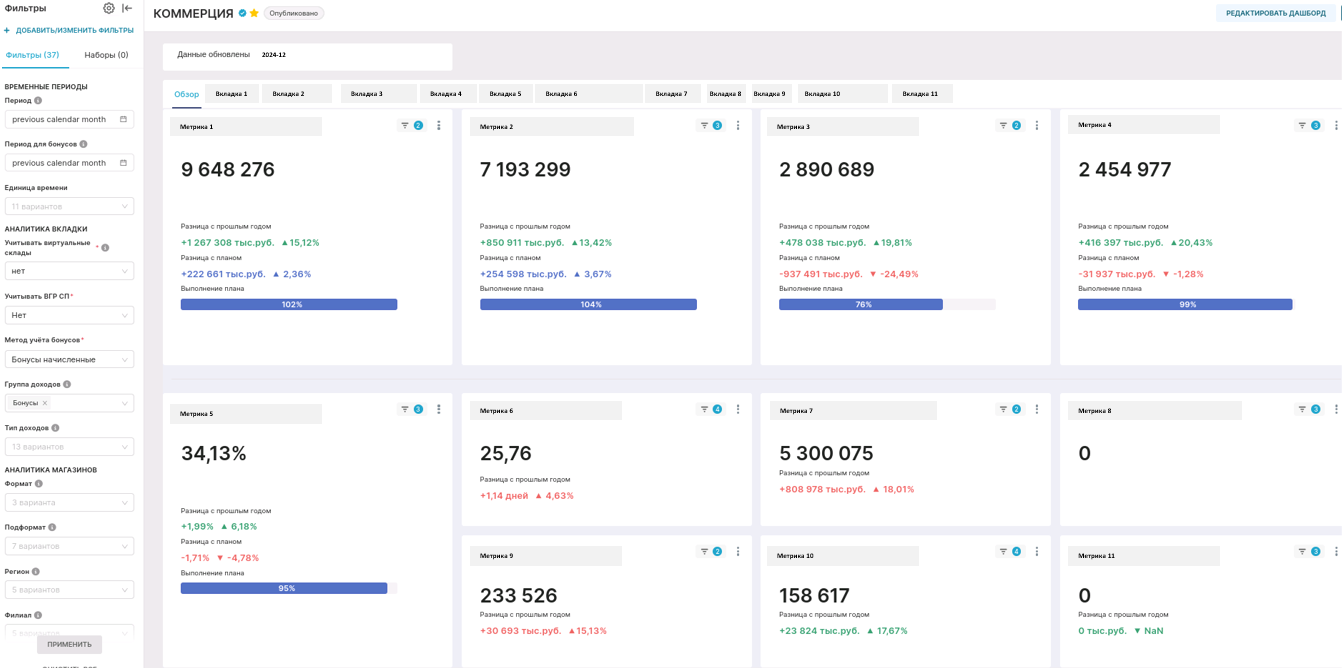 Фильтры
+ ДОБАВИТЬ/ИЗМЕНИТЬ ФИЛЬТРЫ
Фильтры (37)
Наборы (0)
ВРЕМЕННЫЕ ПЕРИОДЫ
Период
previous calendar month
Период для бонусов
previous calendar month
Единица времени
11 вариантов
АНАЛИТИКА ВКЛАДКИ
Учитывать виртуальные
склады *
нет
Учитывать ВГР СП *
Нет
Метод учёта бонусов *
Бонусы начисленные
Группа доходов
Бонусы ×
Тип доходов
13 вариантов
АНАЛИТИКА МАГАЗИНОВ
Формат
3 варианта
Подформат
7 вариантов
Регион
5 вариантов
Филиал
ПРИМЕНИТЬ
КОММЕРЦИЯ
Опубликовано
РЕДАКТИРОВАТЬ ДАШБОРД
Данные обновлены 2024-12
Обзор
Вкладка 1
Вкладка 2
Вкладка 3
Вкладка 4
Вкладка 5
Вкладка 6
Вкладка 7
Вкладка 8
Вкладка 9
Вкладка 10
Вкладка 11
Метрика 1
2
9 648 276
Разница с прошлым годом
+1 267 308 тыс.руб. ▲15,12%
Разница с планом
+222 661 тыс.руб. ▲ 2,36%
Выполнение плана
102%
Метрика 2
3
7 193 299
Разница с прошлым годом
+850 911 тыс.руб. ▲13,42%
Разница с планом
+254 598 тыс.руб. ▲ 3,67%
Выполнение плана
104%
Метрика 3
2
2 890 689
Разница с прошлым годом
+478 038 тыс.руб. ▲19,81%
Разница с планом
-937 491 тыс.руб. ▼ -24,49%
Выполнение плана
76%
Метрика 4
3
2 454 977
Разница с прошлым годом
+416 397 тыс.руб. ▲20,43%
Разница с планом
-31 937 тыс.руб. ▼ -1,28%
Выполнение плана
99%
Метрика 5
3
34,13%
Разница с прошлым годом
+1,99% ▲ 6,18%
Разница с планом
-1,71% ▼ -4,78%
Выполнение плана
95%
Метрика 6
4
25,76
Разница с прошлым годом
+1,14 дней ▲ 4,63%
Метрика 7
2
5 300 075
Разница с прошлым годом
+808 978 тыс.руб. ▲ 18,01%
Метрика 8
3
0
Метрика 9
2
233 526
Разница с прошлым годом
+30 693 тыс.руб. ▲15,13%
Метрика 10
4
158 617
Разница с прошлым годом
+23 824 тыс.руб. ▲ 17,67%
Метрика 11
3
0
Разница с прошлым годом
0 тыс.руб. ▼ NaN